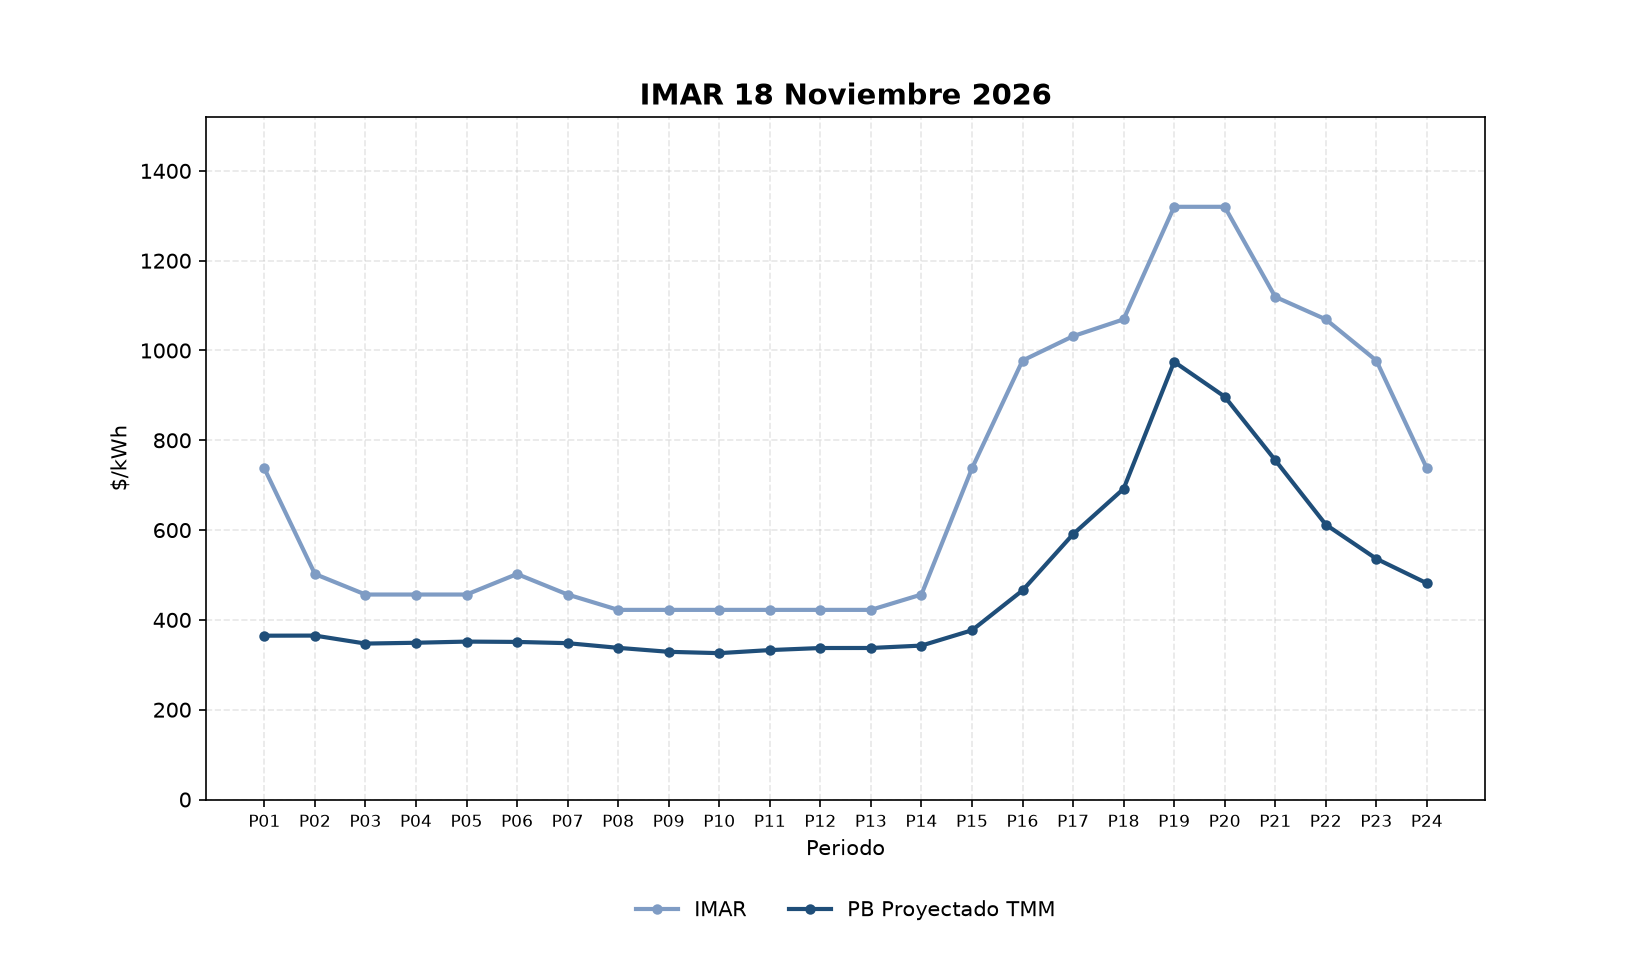 IMAR 18 Noviembre 2026
1400
1200
1000
800
600
400
200
0
$/kWh
P01 P02 P03 P04 P05 P06 P07 P08 P09 P10 P11 P12 P13 P14 P15 P16 P17 P18 P19 P20 P21 P22 P23 P24
Periodo
IMAR PB Proyectado TMM